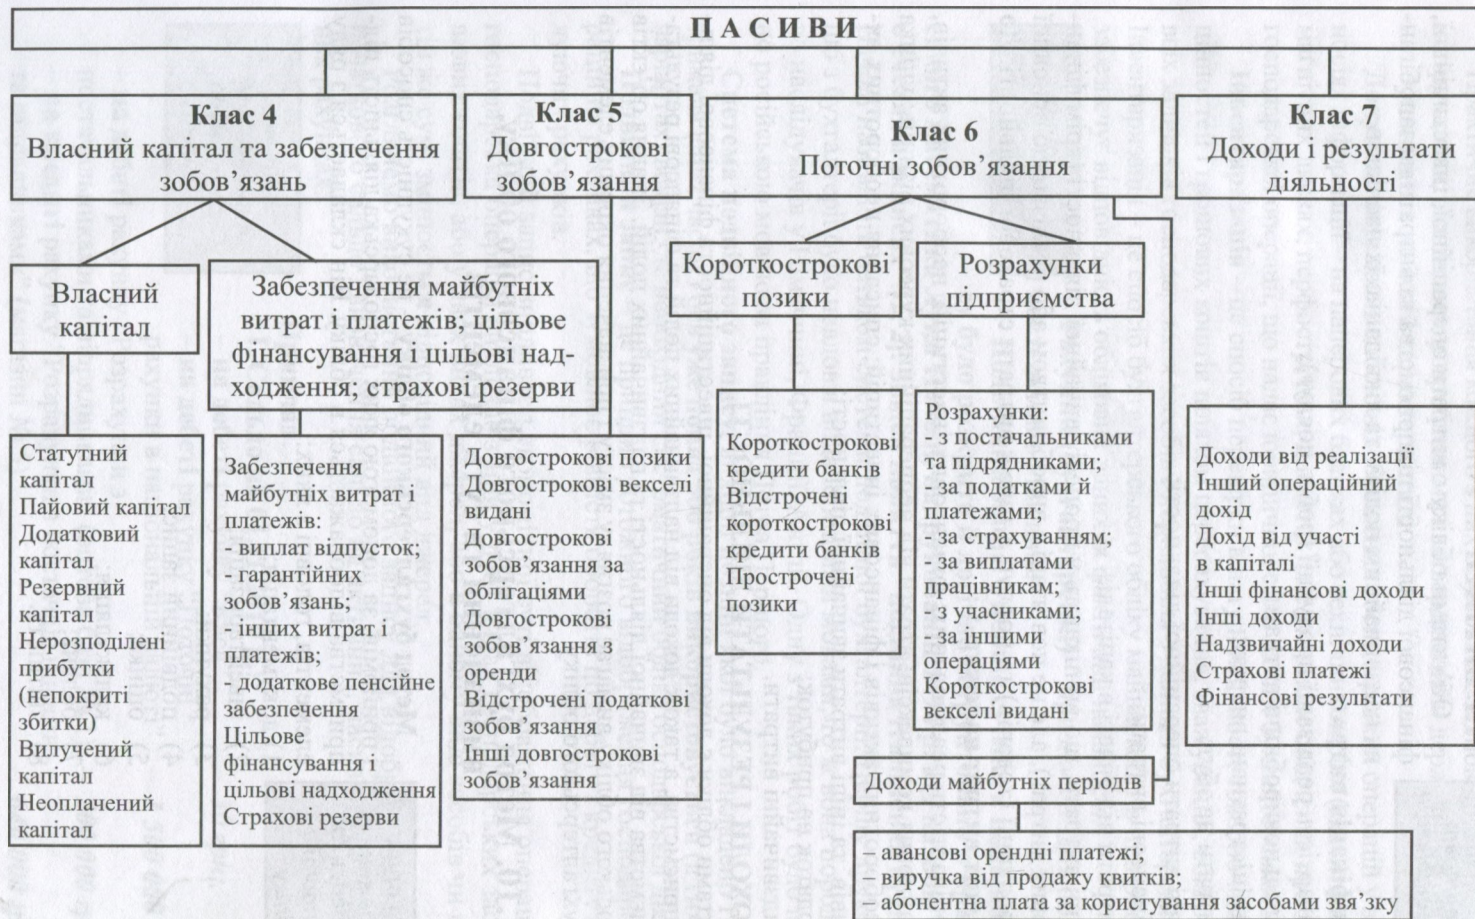 ПАСИВИ
Клас 4
Власний капітал та забезпечення
зобов’язань
Клас 5
Довгострокові
зобов’язання
Клас 6
Поточні зобов’язання
Клас 7
Доходи і результати
діяльності
Власний
капітал
Забезпечення майбутніх
витрат і платежів; цільове
фінансування і цільові над-
ходження; страхові резерви
Короткострокові
позики
Розрахунки
підприємства
Статутний
капітал
Пайовий капітал
Додатковий
капітал
Резервний
капітал
Нерозподілені
прибутки
(непокриті
збитки)
Вилучений
капітал
Неоплачений
капітал
Забезпечення
майбутніх витрат і
платежів:
- виплат відпусток;
- гарантійних
зобов’язань;
- інших витрат і
платежів;
- додаткове пенсійне
забезпечення
Цільове
фінансування і
цільові надходження
Страхові резерви
Довгострокові позики
Довгострокові векселі
видані
Довгострокові
зобов’язання за
облігаціями
Довгострокові
зобов’язання з
оренди
Відстрочені податкові
зобов’язання
Інші довгострокові
зобов’язання
Короткострокові
кредити банків
Відстрочені
короткострокові
кредити банків
Прострочені
позики
Розрахунки:
- з постачальниками
та підрядниками;
- за податками й
платежами;
- за страхуванням;
- за виплатами
працівникам;
- з учасниками;
- за іншими
операціями
Короткострокові
векселі видані
Доходи від реалізації
Інший операційний
дохід
Дохід від участі
в капіталі
Інші фінансові доходи
Інші доходи
Надзвичайні доходи
Страхові платежі
Фінансові результати
Доходи майбутніх періодів
– авансові орендні платежі;
– виручка від продажу квитків;
– абонентна плата за користування засобами звя’зку